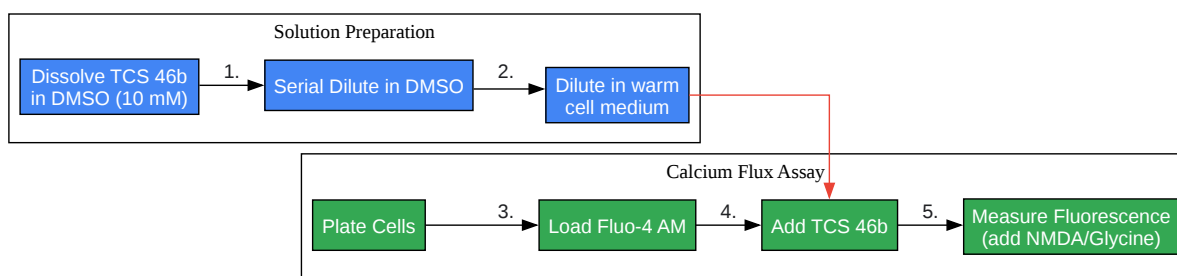 Solution Preparation
Dissolve TCS 46b
in DMSO (10 mM)
1.
Serial Dilute in DMSO
2.
Dilute in warm
cell medium
Calcium Flux Assay
Plate Cells
3.
Load Fluo-4 AM
4.
Add TCS 46b
5.
Measure Fluorescence
(add NMDA/Glycine)